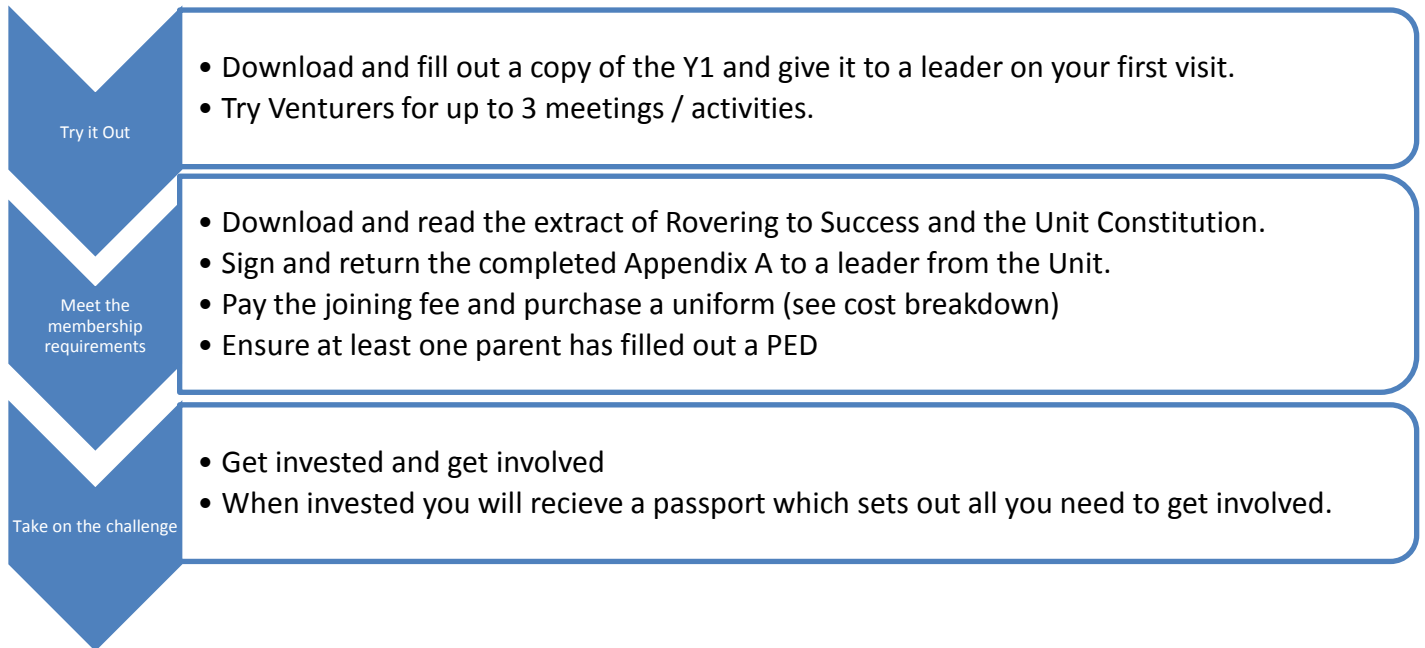 Try it Out
• Download and fill out a copy of the Y1 and give it to a leader on your first visit.
• Try Venturers for up to 3 meetings / activities.
Meet the
membership
requirements
• Download and read the extract of Rovering to Success and the Unit Constitution.
• Sign and return the completed Appendix A to a leader from the Unit.
• Pay the joining fee and purchase a uniform (see cost breakdown)
• Ensure at least one parent has filled out a PED
Take on the challenge
• Get invested and get involved
• When invested you will recieve a passport which sets out all you need to get involved.